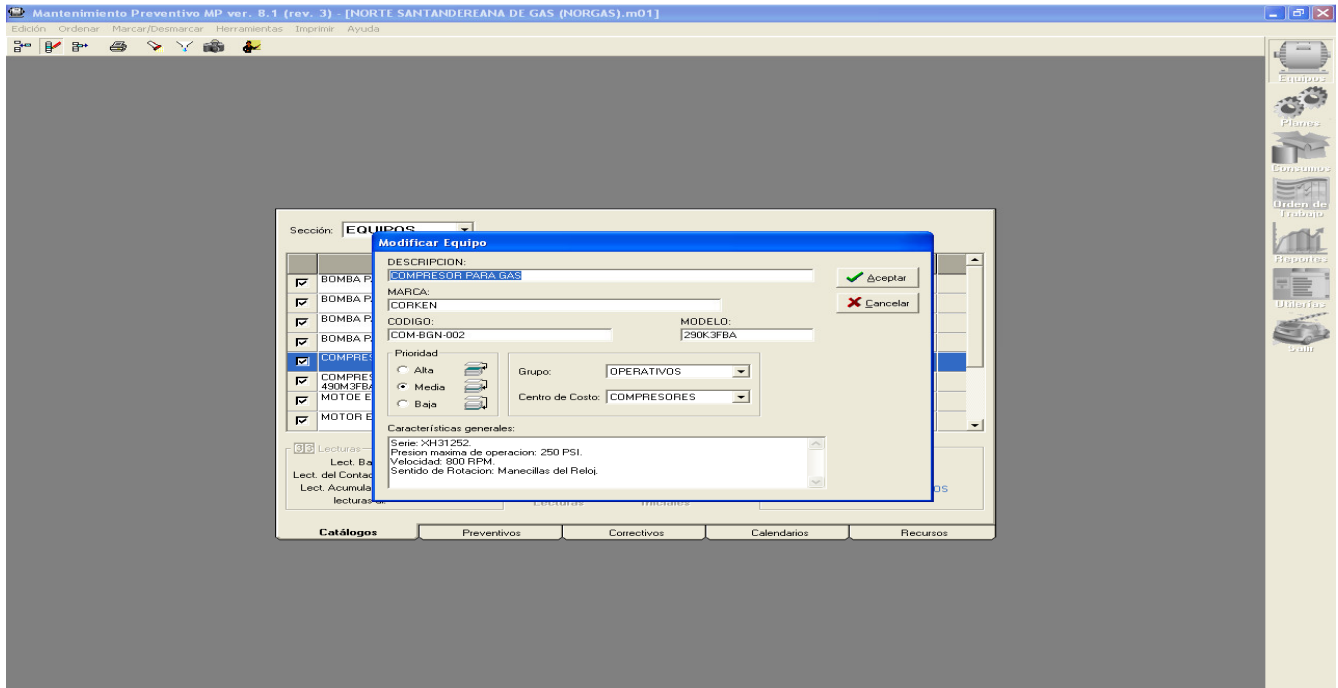 Mantenimiento Preventivo MP ver. 8.1 (rev. 3) - [NORTE SANTANDEREANA DE GAS (NORGAS).m01]
Edición Ordenar Marcar/Desmarcar Herramientas Imprimir Ayuda
Equipos
Planes
Consumos
Orden de
Trabajo
Reportes
Utilerías
Salir
Sección: EQUIPOS
BOMBA P
BOMBA P
BOMBA P
BOMBA P
COMPRES
COMPRES
490M3FBA
MOTOE E
MOTOR E
Modificar Equipo
DESCRIPCION:
COMPRESOR PARA GAS
MARCA:
CORKEN
CODIGO: MODELO:
COM-BGN-002 290K3FBA
Aceptar
Cancelar
Prioridad
Alta
Media
Baja
Grupo: OPERATIVOS
Centro de Costo: COMPRESORES
Características generales:
Serie: XH31252.
Presion maxima de operacion: 250 PSI.
Velocidad: 800 RPM.
Sentido de Rotacion: Manecillas del Reloj.
Lecturas
Lect. Ba
Lect. del Contad
Lect. Acumula
lecturas
Lecturas Iniciales
OS
Catálogos Preventivos Correctivos Calendarios Recursos